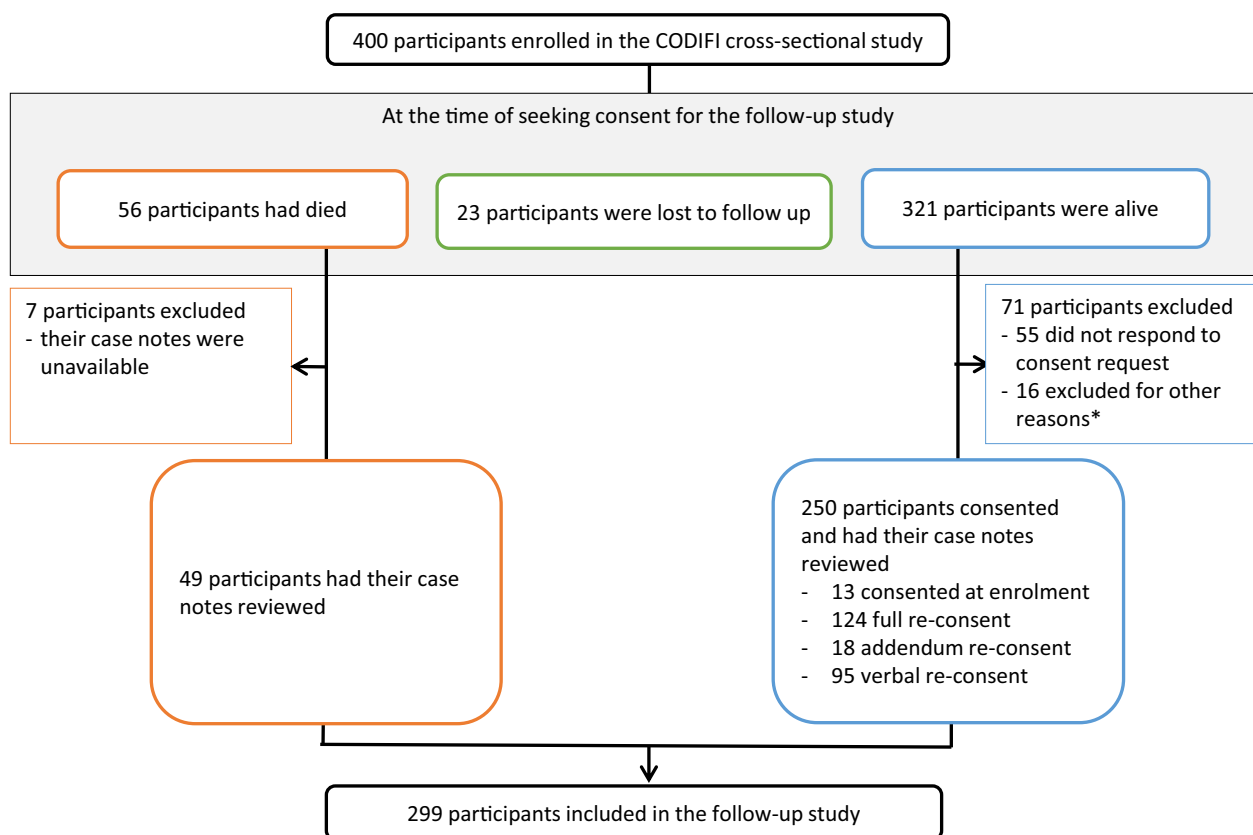 400 participants enrolled in the CODIFI cross-sectional study
At the time of seeking consent for the follow-up study
56 participants had died
23 participants were lost to follow up
321 participants were alive
7 participants excluded
- their case notes were
unavailable
71 participants excluded
- 55 did not respond to
consent request
- 16 excluded for other
reasons*
49 participants had their case
notes reviewed
250 participants consented
and had their case notes
reviewed
- 13 consented at enrolment
- 124 full re-consent
- 18 addendum re-consent
- 95 verbal re-consent
299 participants included in the follow-up study